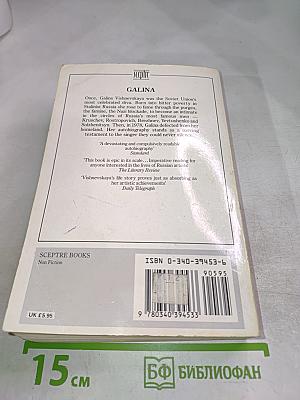 GALINA
Once, Galina Vishnevskaya was the Soviet Union's
most celebrated diva. Born into bitter poverty in
Stalinist Russia she rose to fame through the purges,
the famine, the Nazi blockade, to become an intimate
in the circles of Russia's most famous men —
Kruschev, Rostropovich, Brezhnev, Yevtushenko and
Solzhenitsyn. Then, in 1978, Galina defected from her
homeland. Her autobiography stands as a
testament to the singer they could never silence.
'A devastating and compulsively readable
autobiography'
Standard
'This book is epic in its scale... Imperative reading for
anyone interested in the lives of Russian artists'
The Literary Review
'Vishnevskaya's life story proves just as absorbing as
her artistic achievements'
Daily Telegraph
SCEPTRE BOOKS
Non Fiction
ISBN 0-340-39453-6
90595
9 780340 394533
UK £5.95
15 см
БФ БИБЛИОФАН